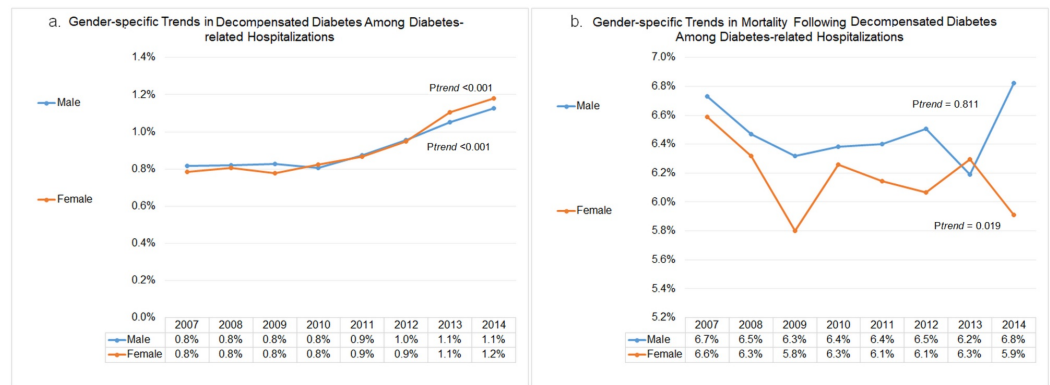 a. Gender-specific Trends in Decompensated Diabetes Among Diabetes-
related Hospitalizations
1.4%
1.2%
1.0%
0.8%
0.6%
0.4%
0.2%
0.0%
Male
Female
Ptrend <0.001
Ptrend <0.001
2007 2008 2009 2010 2011 2012 2013 2014
Male 0.8% 0.8% 0.8% 0.8% 0.9% 1.0% 1.1% 1.1%
Female 0.8% 0.8% 0.8% 0.8% 0.9% 0.9% 1.1% 1.2%
b. Gender-specific Trends in Mortality Following Decompensated Diabetes
Among Diabetes-related Hospitalizations
7.0%
6.8%
6.6%
6.4%
6.2%
6.0%
5.8%
5.6%
5.4%
5.2%
Male
Female
Ptrend = 0.811
Ptrend = 0.019
2007 2008 2009 2010 2011 2012 2013 2014
Male 6.7% 6.5% 6.3% 6.4% 6.4% 6.5% 6.2% 6.8%
Female 6.6% 6.3% 5.8% 6.3% 6.1% 6.1% 6.3% 5.9%